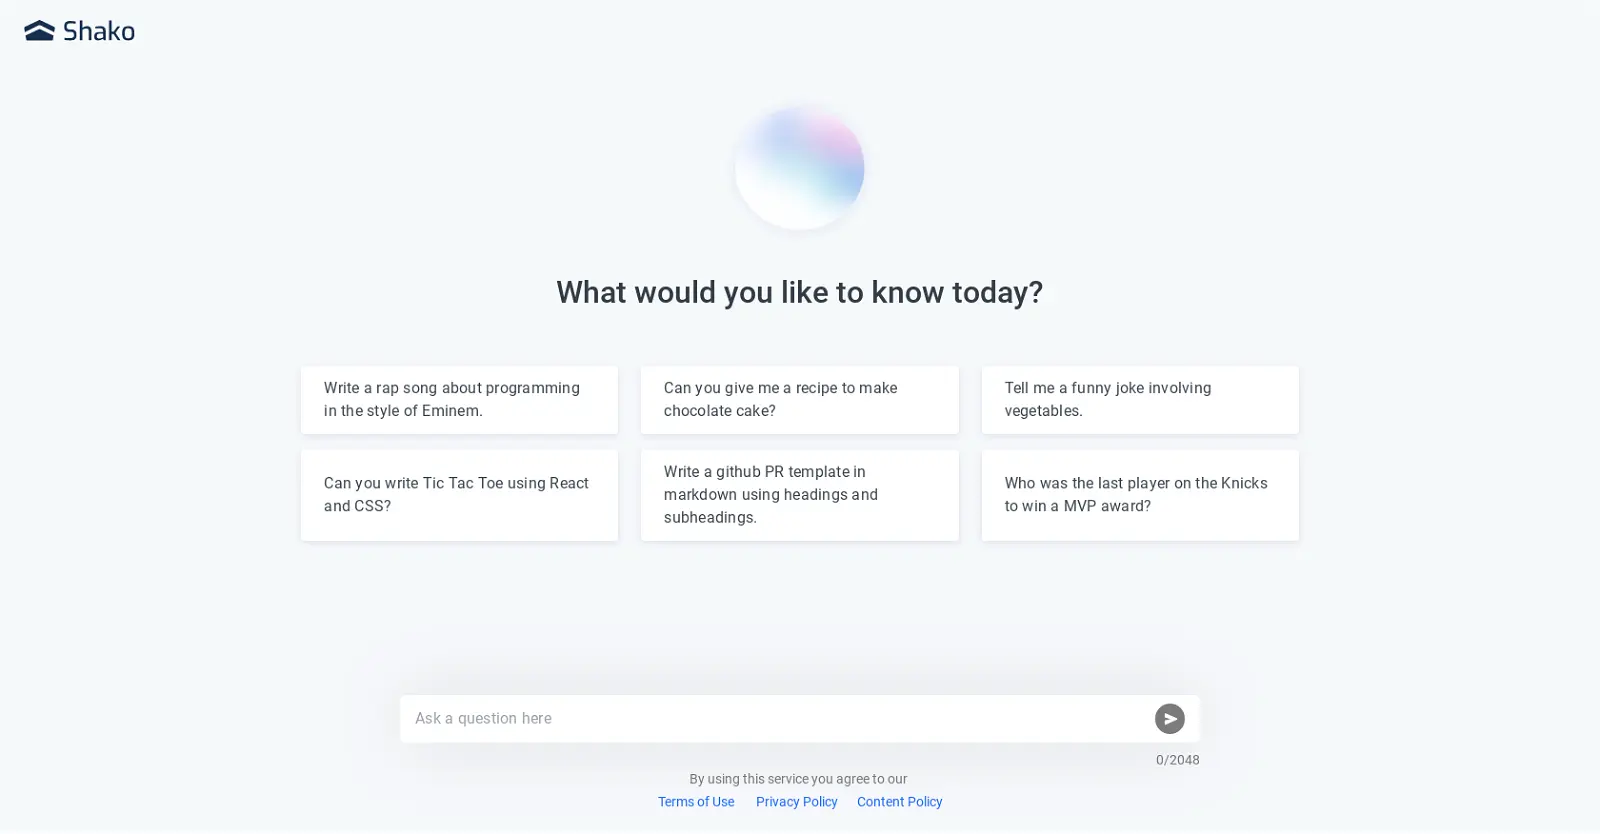 Shako
What would you like to know today?
Write a rap song about programming
in the style of Eminem.
Can you give me a recipe to make
chocolate cake?
Tell me a funny joke involving
vegetables.
Can you write Tic Tac Toe using React
and CSS?
Write a github PR template in
markdown using headings and
subheadings.
Who was the last player on the Knicks
to win a MVP award?
Ask a question here
0/2048
By using this service you agree to our
Terms of Use Privacy Policy Content Policy